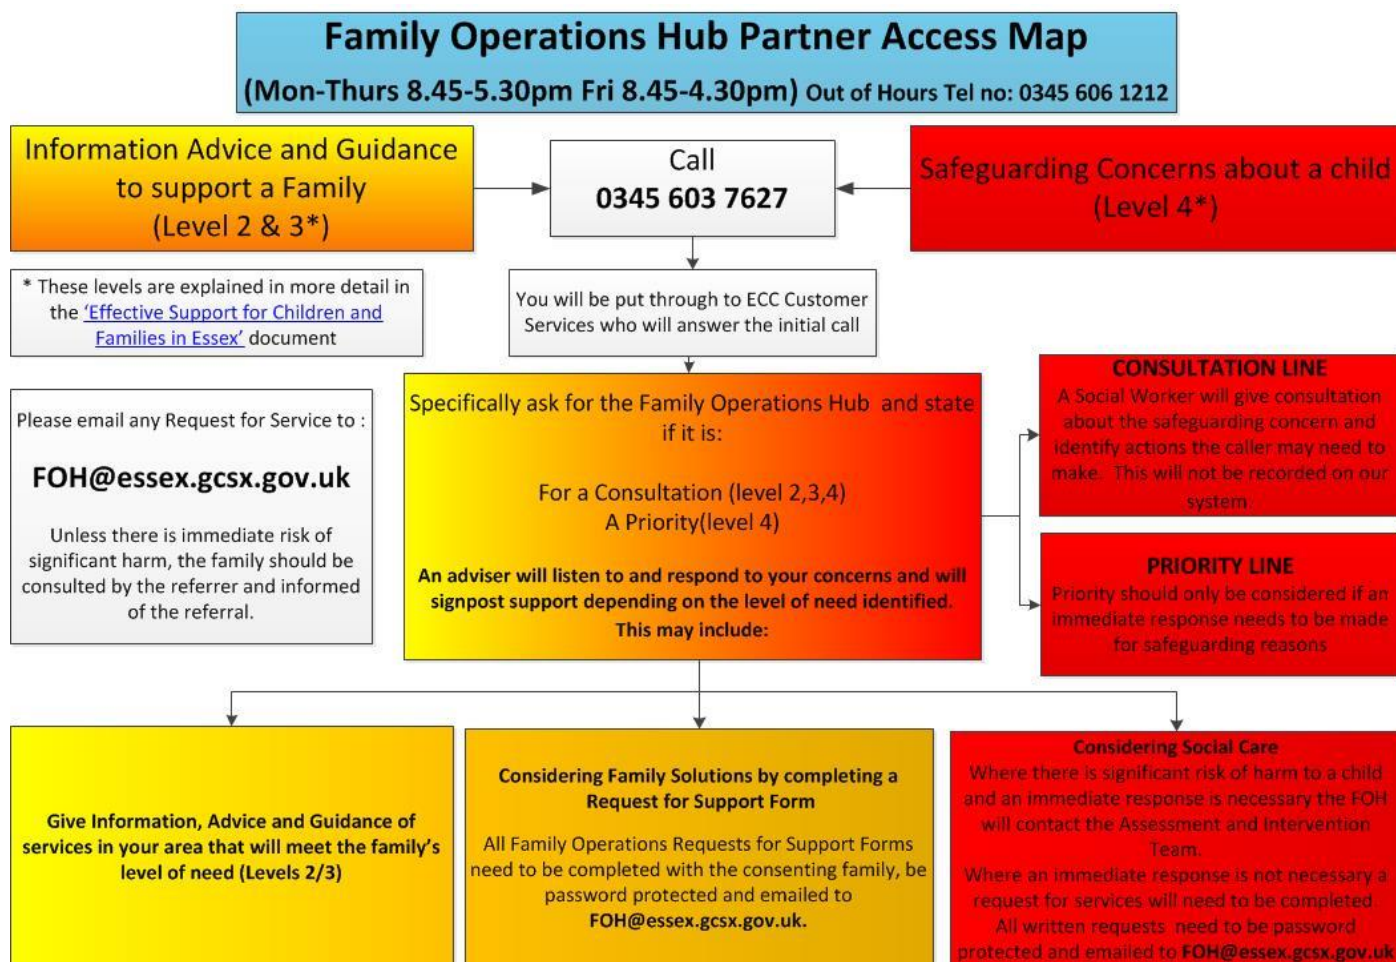 Family Operations Hub Partner Access Map
(Mon-Thurs 8.45-5.30pm Fri 8.45-4.30pm) Out of Hours Tel no: 0345 606 1212
Information Advice and Guidance
to support a Family
(Level 2 & 3*)
Call
0345 603 7627
Safeguarding Concerns about a child
(Level 4*)
* These levels are explained in more detail in
the ‘Effective Support for Children and
Families in Essex’ document
You will be put through to ECC Customer
Services who will answer the initial call
Please email any Request for Service to :
FOH@essex.gcsx.gov.uk
Unless there is immediate risk of
significant harm, the family should be
consulted by the referrer and informed
of the referral.
Specifically ask for the Family Operations Hub and state
if it is:
For a Consultation (level 2,3,4)
A Priority(level 4)
An adviser will listen to and respond to your concerns and will
signpost support depending on the level of need identified.
This may include:
CONSULTATION LINE
A Social Worker will give consultation
about the safeguarding concern and
identify actions the caller may need to
make. This will not be recorded on our
system
PRIORITY LINE
Priority should only be considered if an
immediate response needs to be made
for safeguarding reasons
Give Information, Advice and Guidance of
services in your area that will meet the family’s
level of need (Levels 2/3)
Considering Family Solutions by completing a
Request for Support Form
All Family Operations Requests for Support Forms
need to be completed with the consenting family, be
password protected and emailed to
FOH@essex.gcsx.gov.uk.
Considering Social Care
Where there is significant risk of harm to a child
and an immediate response is necessary the FOH
will contact the Assessment and Intervention
Team.
Where an immediate response is not necessary a
request for services will need to be completed.
All written requests need to be password
protected and emailed to FOH@essex.gcsx.gov.uk